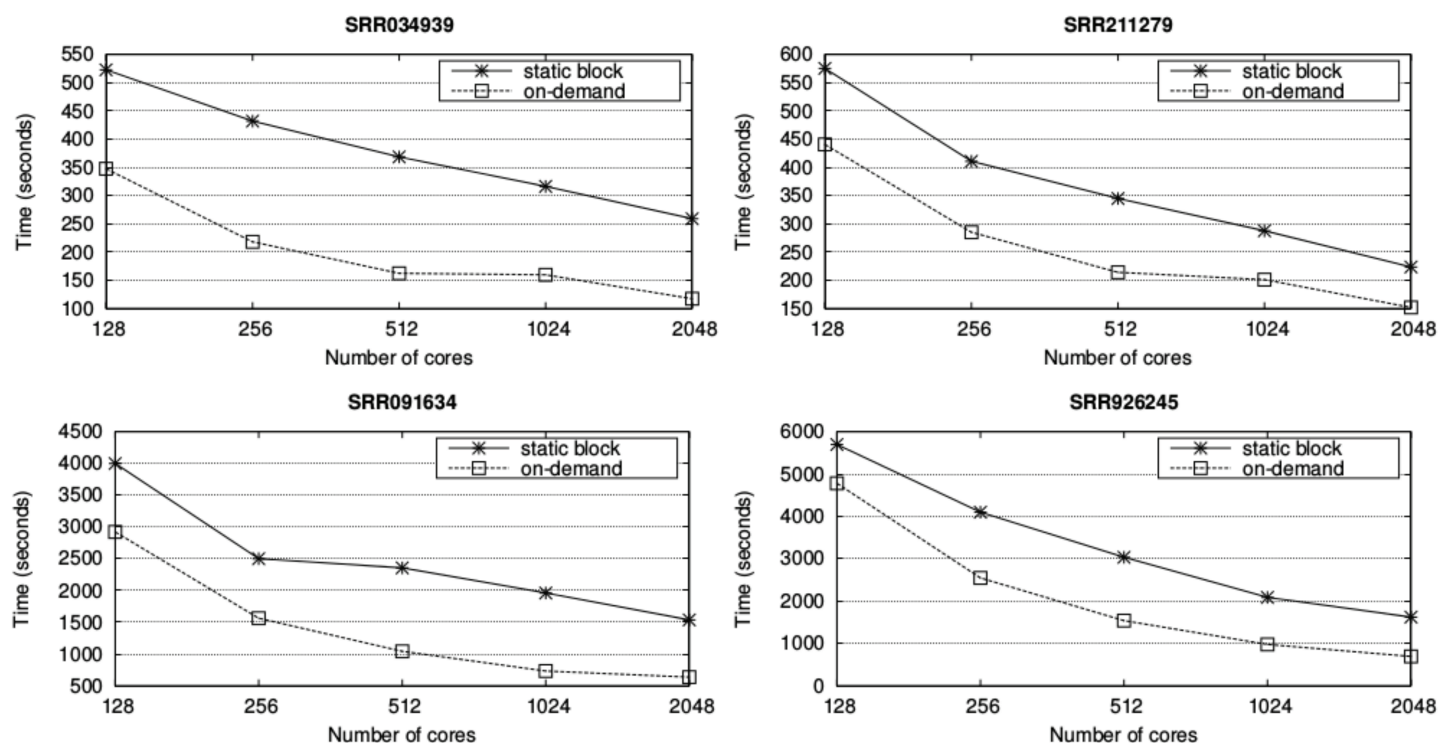 SRR034939
550
500
450
400
350
300
250
200
150
100
Time (seconds)
static block
on-demand
128 256 512 1024 2048
Number of cores
SRR211279
600
550
500
450
400
350
300
250
200
150
Time (seconds)
static block
on-demand
128 256 512 1024 2048
Number of cores
SRR091634
4500
4000
3500
3000
2500
2000
1500
1000
500
Time (seconds)
static block
on-demand
128 256 512 1024 2048
Number of cores
SRR926245
6000
5000
4000
3000
2000
1000
0
Time (seconds)
static block
on-demand
128 256 512 1024 2048
Number of cores